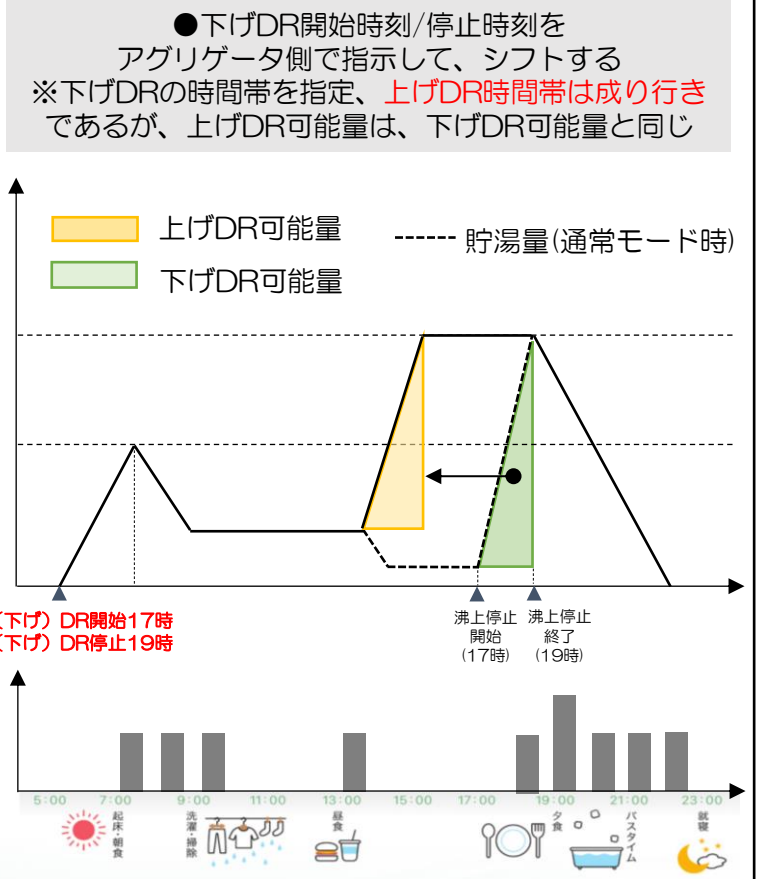 ●下げDR開始時刻/停止時刻を
アグリゲータ側で指示して、シフトする
※下げDRの時間帯を指定、上げDR時間帯は成り行き
であるが、上げDR可能量は、下げDR可能量と同じ
上げDR可能量
貯湯量(通常モード時)
下げDR可能量
(下げ）DR開始17時
(下げ）DR停止19時
沸上停止
開始
(17時)
沸上停止
終了
(19時)
5:00
7:00
9:00
11:00
13:00
15:00
17:00
19:00
21:00
23:00
起床・朝食
洗濯・掃除
昼食
夕食
バスタイム
就寝